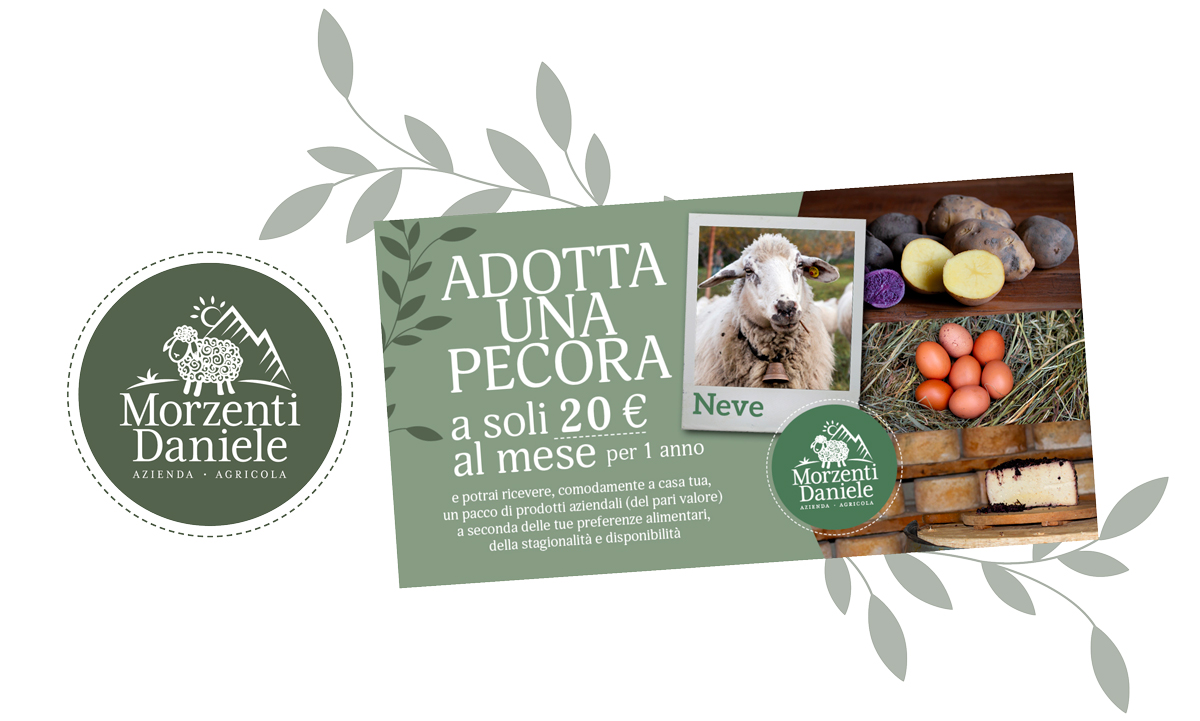 Morzenti
Daniele
AZIENDA · AGRICOLA
ADOTTA
UNA
PECORA
a soli 20 €
al mese per 1 anno
e potrai ricevere, comodamente a casa tua,
un pacco di prodotti aziendali (del pari valore)
a seconda delle tue preferenze alimentari,
della stagionalità e disponibilità
Neve
Morzenti
Daniele
AZIENDA · AGRICOLA